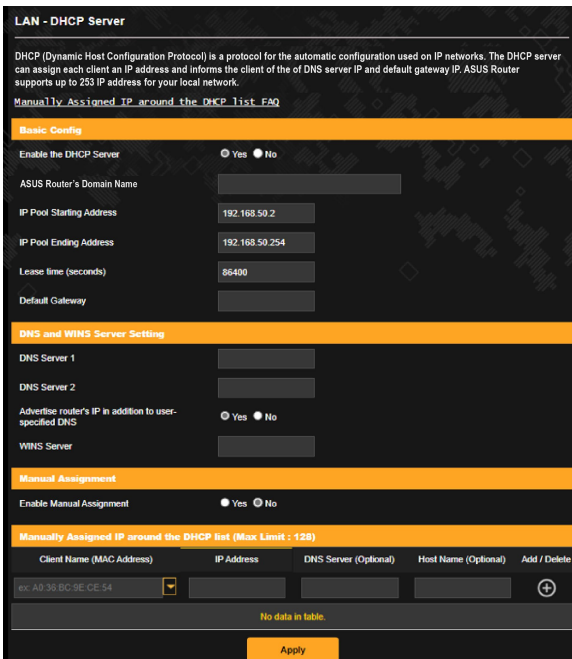 LAN - DHCP Server
DHCP (Dynamic Host Configuration Protocol) is a protocol for the automatic configuration used on IP networks. The DHCP server
can assign each client an IP address and informs the client of the of DNS server IP and default gateway IP. ASUS Router
supports up to 253 IP address for your local network.
Manually Assigned IP around the DHCP list FAQ
Basic Config
Enable the DHCP Server Yes No
ASUS Router's Domain Name
IP Pool Starting Address 192.168.50.2
IP Pool Ending Address 192.168.50.254
Lease time (seconds) 86400
Default Gateway
DNS and WINS Server Setting
DNS Server 1
DNS Server 2
Advertise router's IP in addition to user-
specified DNS Yes No
WINS Server
Manual Assignment
Enable Manual Assignment Yes No
Manually Assigned IP around the DHCP list (Max Limit : 128)
Client Name (MAC Address) IP Address DNS Server (Optional) Host Name (Optional) Add / Delete
ex: A0:36:BC:9E:CE:54
No data in table.
Apply